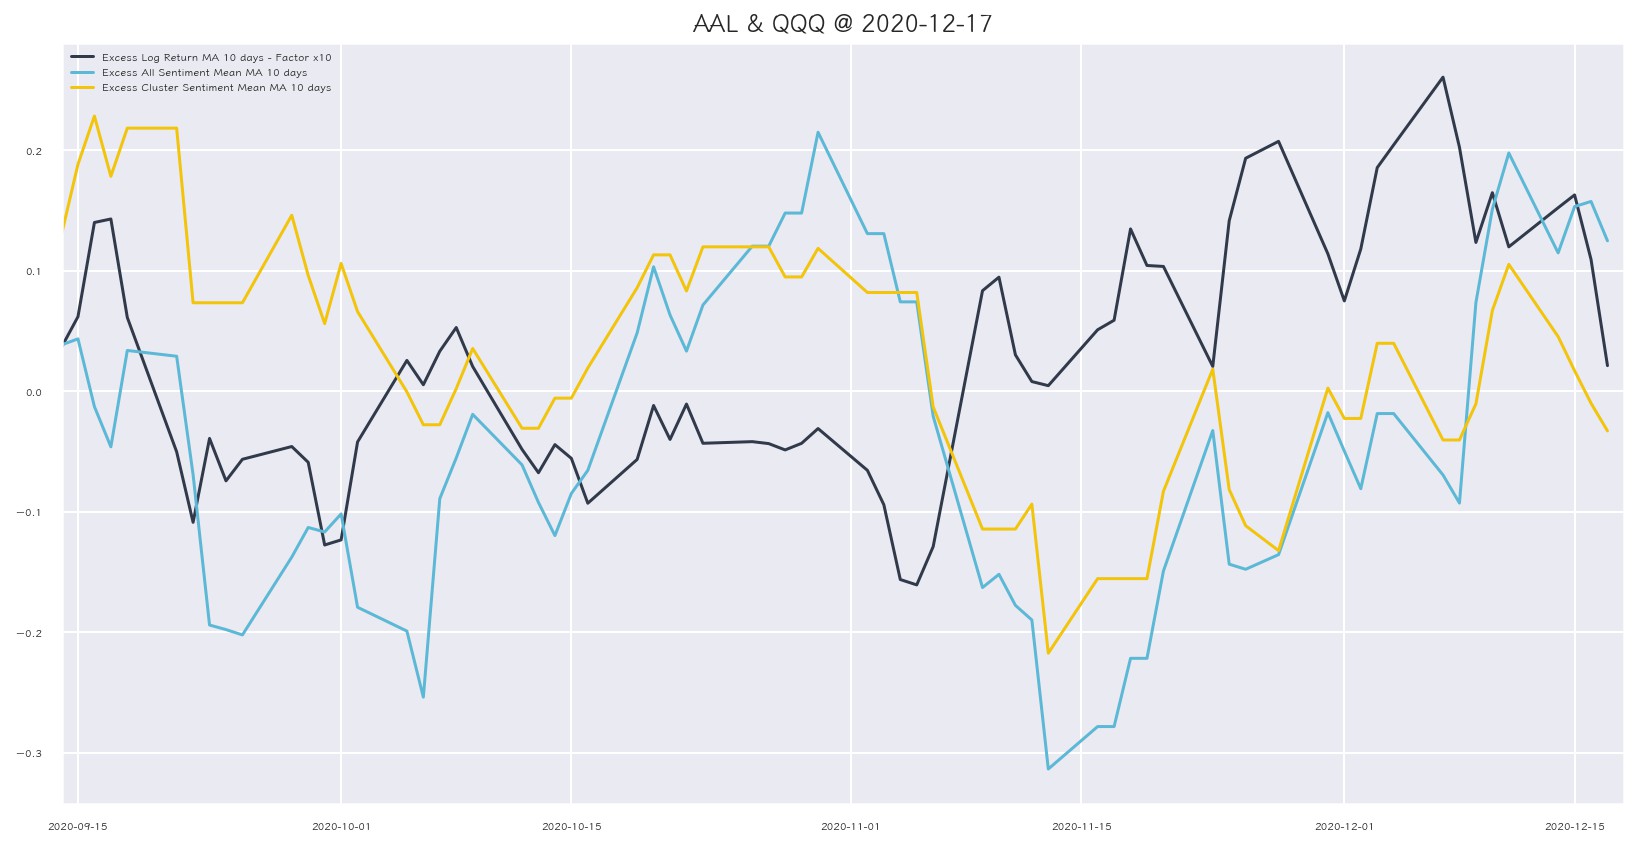 AAL & QQQ @ 2020-12-17
Excess Log Return MA 10 days - Factor x10
Excess All Sentiment Mean MA 10 days
Excess Cluster Sentiment Mean MA 10 days
0.2
0.1
0.0
−0.1
−0.2
−0.3
2020-09-15 2020-10-01 2020-10-15 2020-11-01 2020-11-15 2020-12-01 2020-12-15